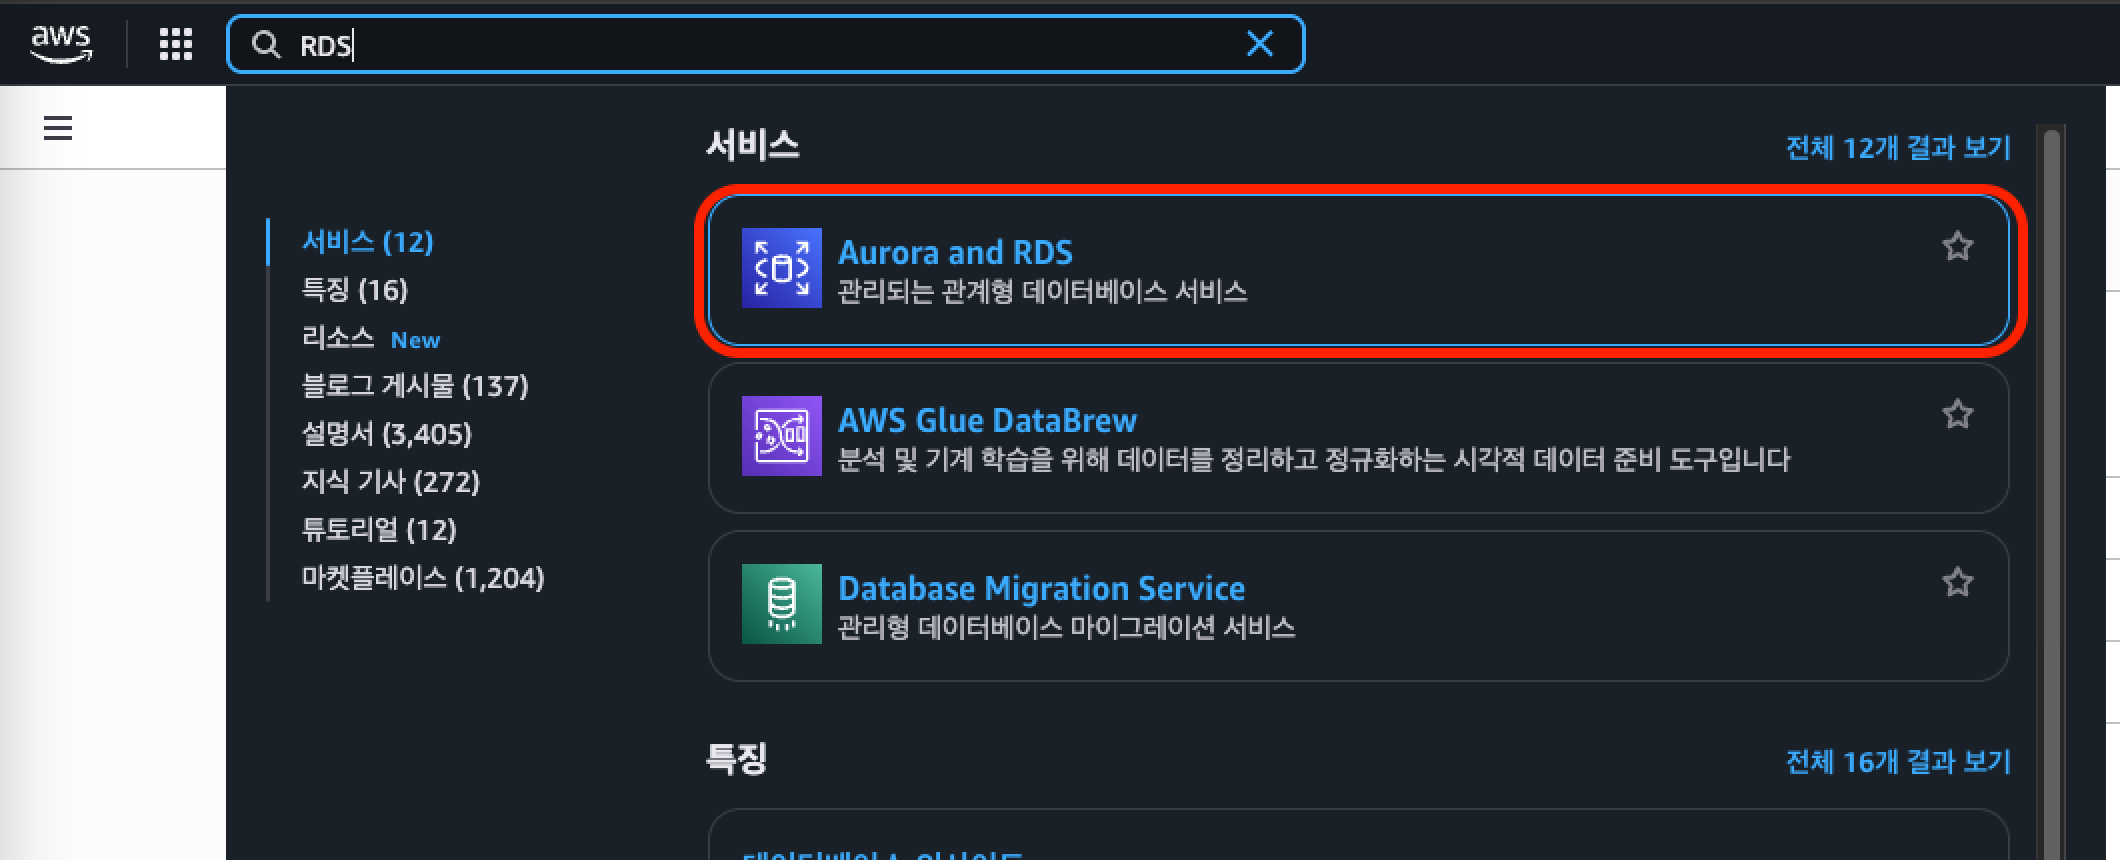 aws
RDS
서비스 (12)
특징 (16)
리소스 New
블로그 게시물 (137)
설명서 (3,405)
지식 기사 (272)
튜토리얼 (12)
마켓플레이스 (1,204)
서비스
전체 12개 결과 보기
Aurora and RDS
관리되는 관계형 데이터베이스 서비스
AWS Glue DataBrew
분석 및 기계 학습을 위해 데이터를 정리하고 정규화하는 시각적 데이터 준비 도구입니다
Database Migration Service
관리형 데이터베이스 마이그레이션 서비스
특징
전체 16개 결과 보기